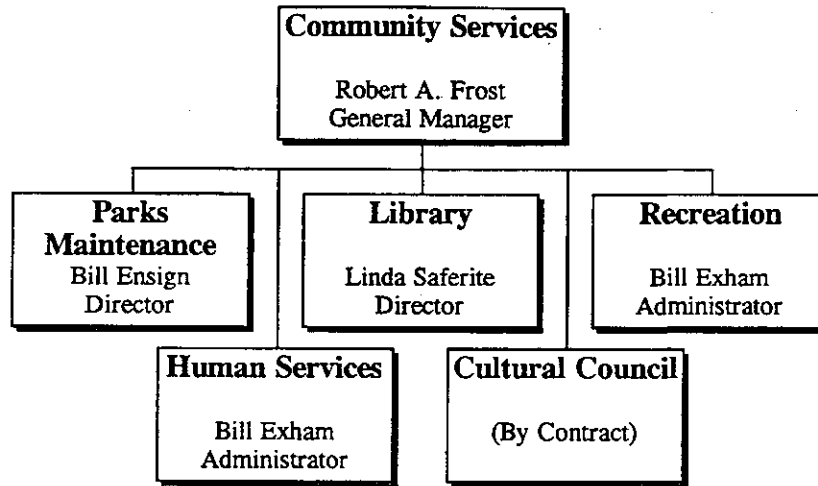 Community Services
Robert A. Frost
General Manager
Parks
Maintenance
Bill Ensign
Director
Library
Linda Saferite
Director
Recreation
Bill Exham
Administrator
Human Services
Bill Exham
Administrator
Cultural Council
(By Contract)